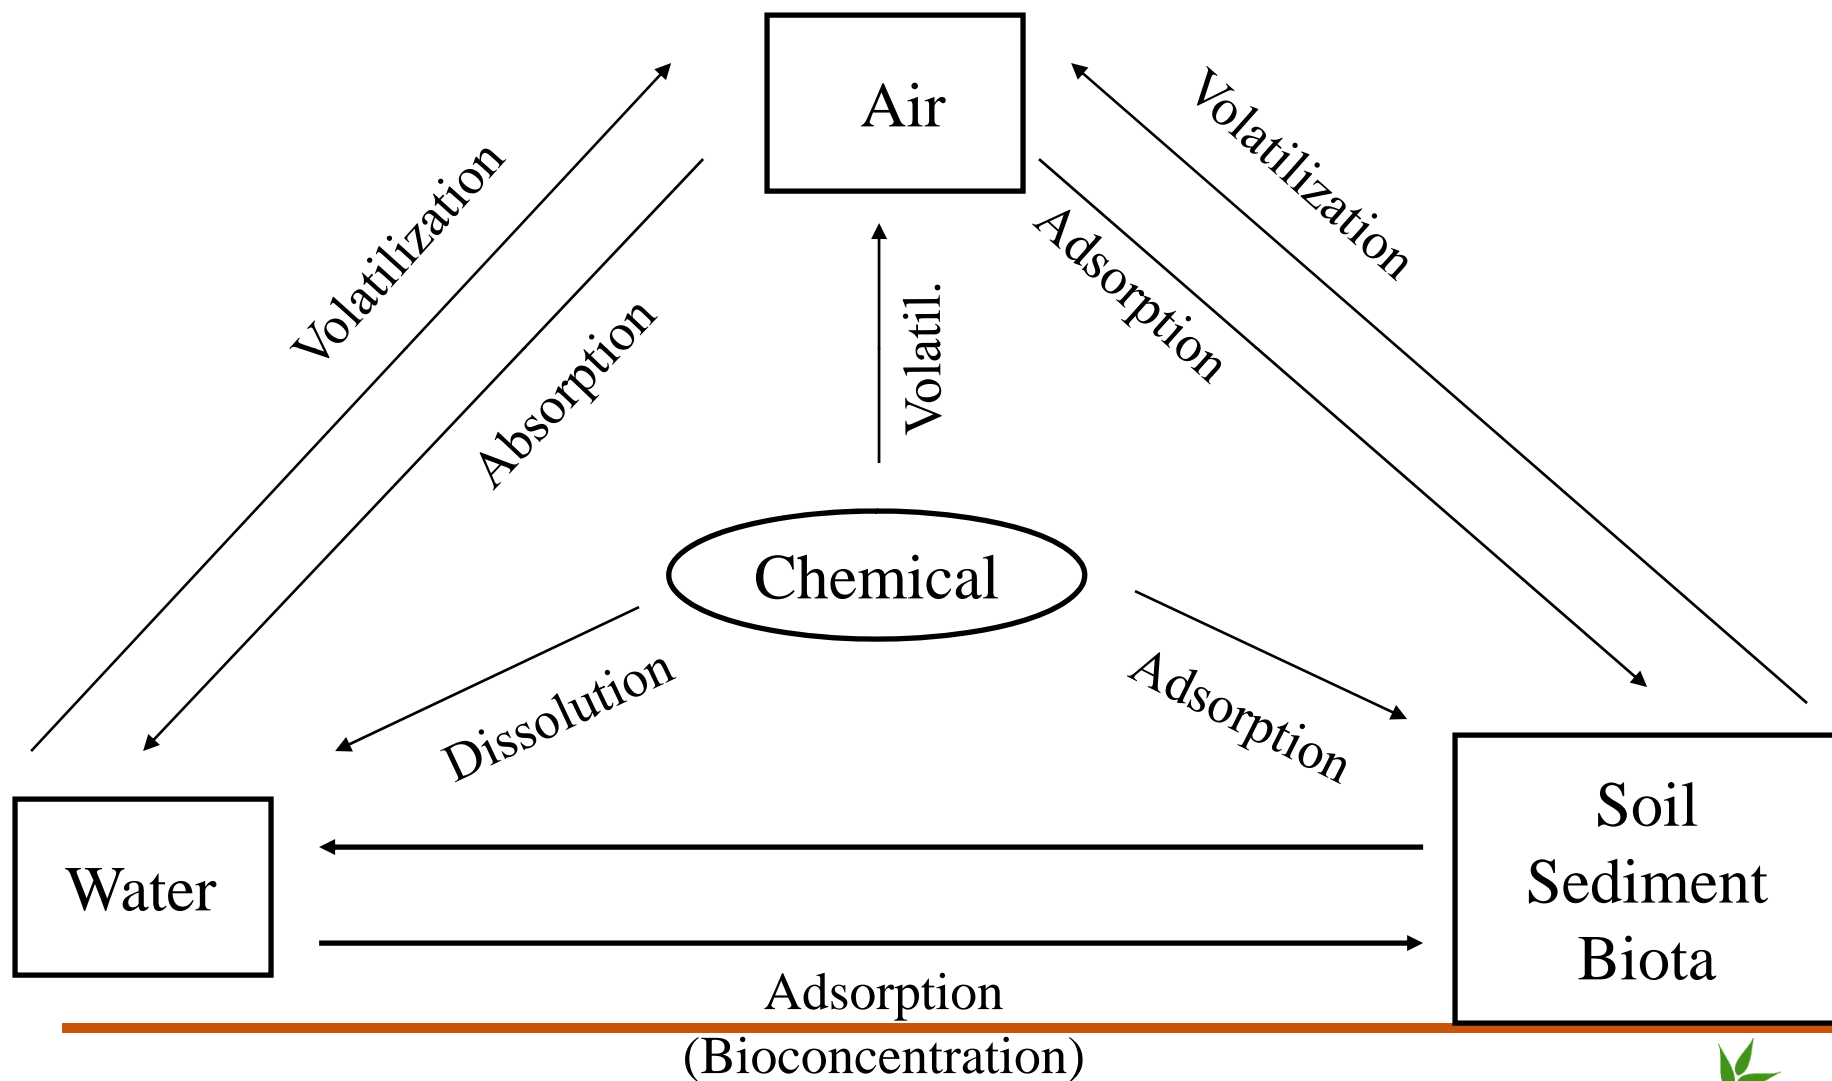 Air
Volatilization
Volatilization
Absorption
Adsorption
Volatil.
Chemical
Dissolution
Adsorption
Water
Soil
Sediment
Biota
Adsorption
(Bioconcentration)